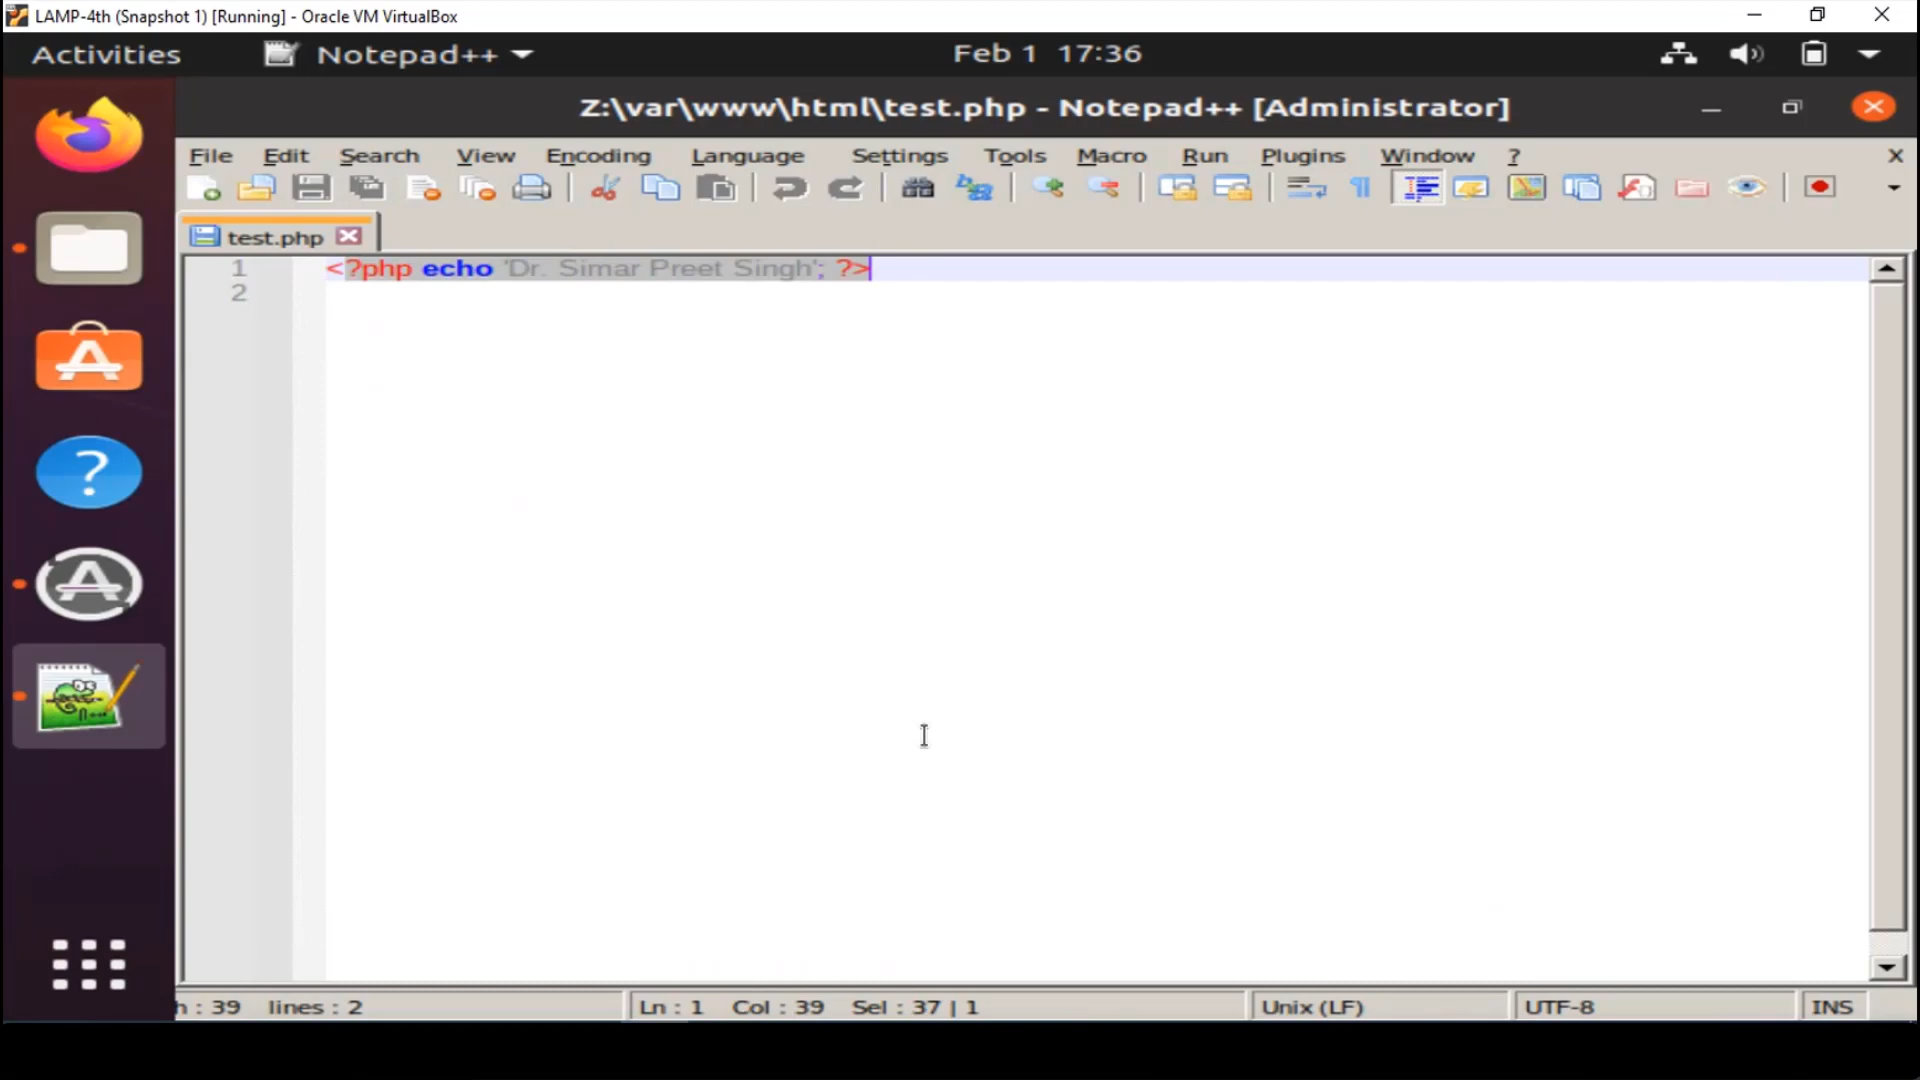 LAMP-4th (Snapshot 1) [Running] - Oracle VM VirtualBox
Activities Notepad++ Feb 1 17:36
Z:\var\www\html\test.php - Notepad++ [Administrator]
File Edit Search View Encoding Language Settings Tools Macro Run Plugins Window ? X
test.php
1 <?php echo 'Dr. Simar Preet Singh'; ?>
2
h : 39 lines : 2 Ln : 1 Col : 39 Sel : 37 | 1 Unix (LF) UTF-8 INS